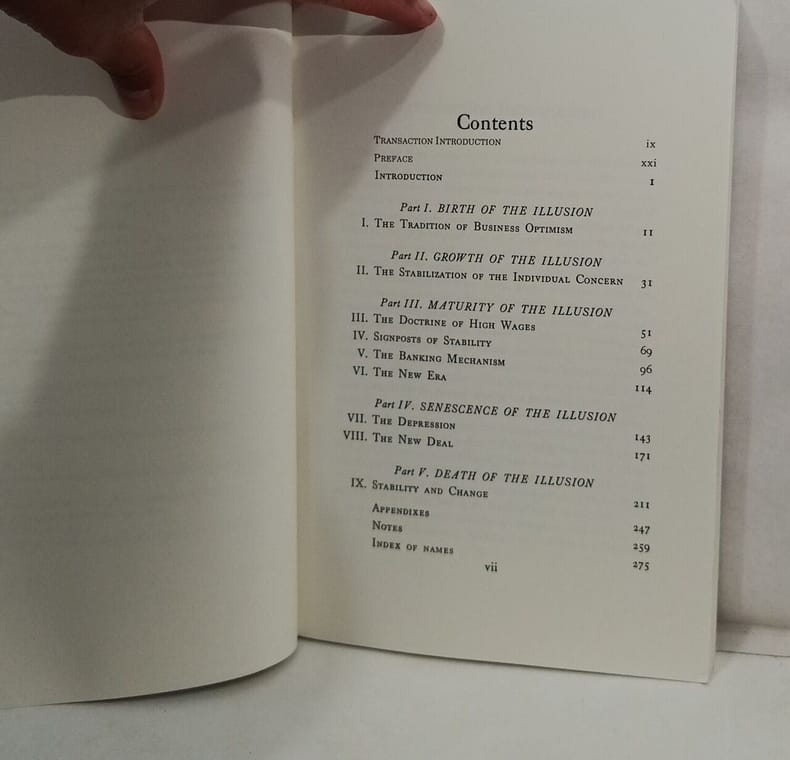 Contents
Transaction Introduction ix
Preface xxi
Introduction 1
Part I. BIRTH OF THE ILLUSION
I. The Tradition of Business Optimism 11
Part II. GROWTH OF THE ILLUSION
II. The Stabilization of the Individual Concern 31
Part III. MATURITY OF THE ILLUSION
III. The Doctrine of High Wages 51
IV. Signposts of Stability 69
V. The Banking Mechanism 96
VI. The New Era 114
Part IV. SENESCENCE OF THE ILLUSION
VII. The Depression 143
VIII. The New Deal 171
Part V. DEATH OF THE ILLUSION
IX. Stability and Change 211
Appendixes 247
Notes 259
Index of names 275
vii